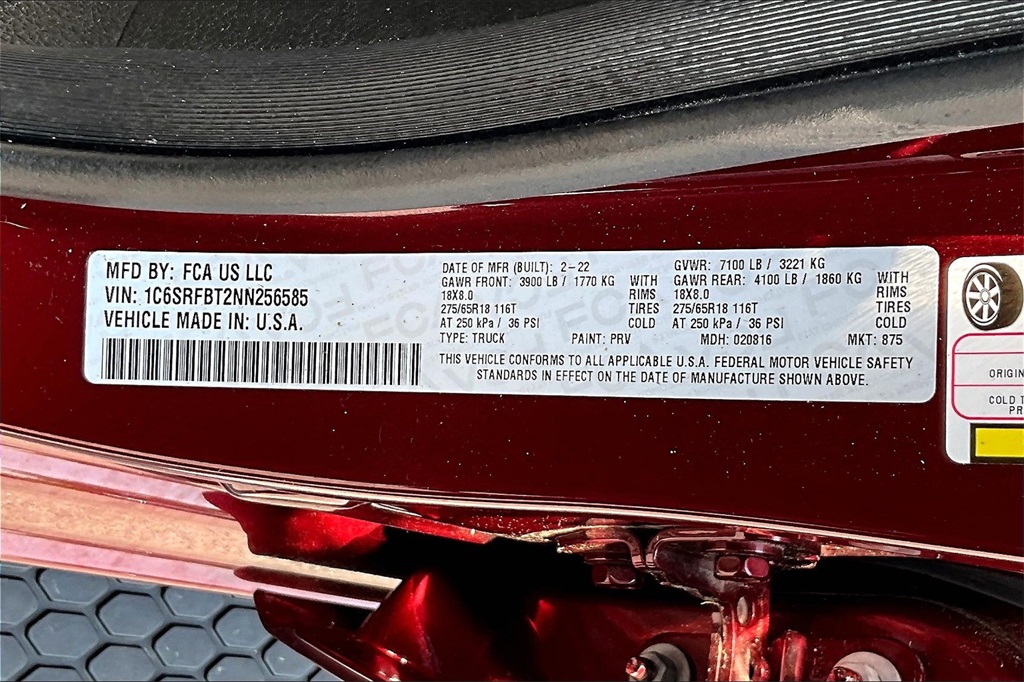 MFD BY: FCA US LLC
VIN: 1C6SRFBT2NN256585
VEHICLE MADE IN: U.S.A.
DATE OF MFR (BUILT): 2-22 GVWR: 7100 LB / 3221 KG
GAWR FRONT: 3900 LB / 1770 KG WITH GAWR REAR: 4100 LB / 1860 KG WITH
18X8.0 RIMS 18X8.0 RIMS
275/65R18 116T TIRES 275/65R18 116T TIRES
AT 250 kPa / 36 PSI COLD AT 250 kPa / 36 PSI COLD
TYPE: TRUCK PAINT: PRV MDH: 020816 MKT: 875
THIS VEHICLE CONFORMS TO ALL APPLICABLE U.S.A. FEDERAL MOTOR VEHICLE SAFETY
STANDARDS IN EFFECT ON THE DATE OF MANUFACTURE SHOWN ABOVE.
COLD